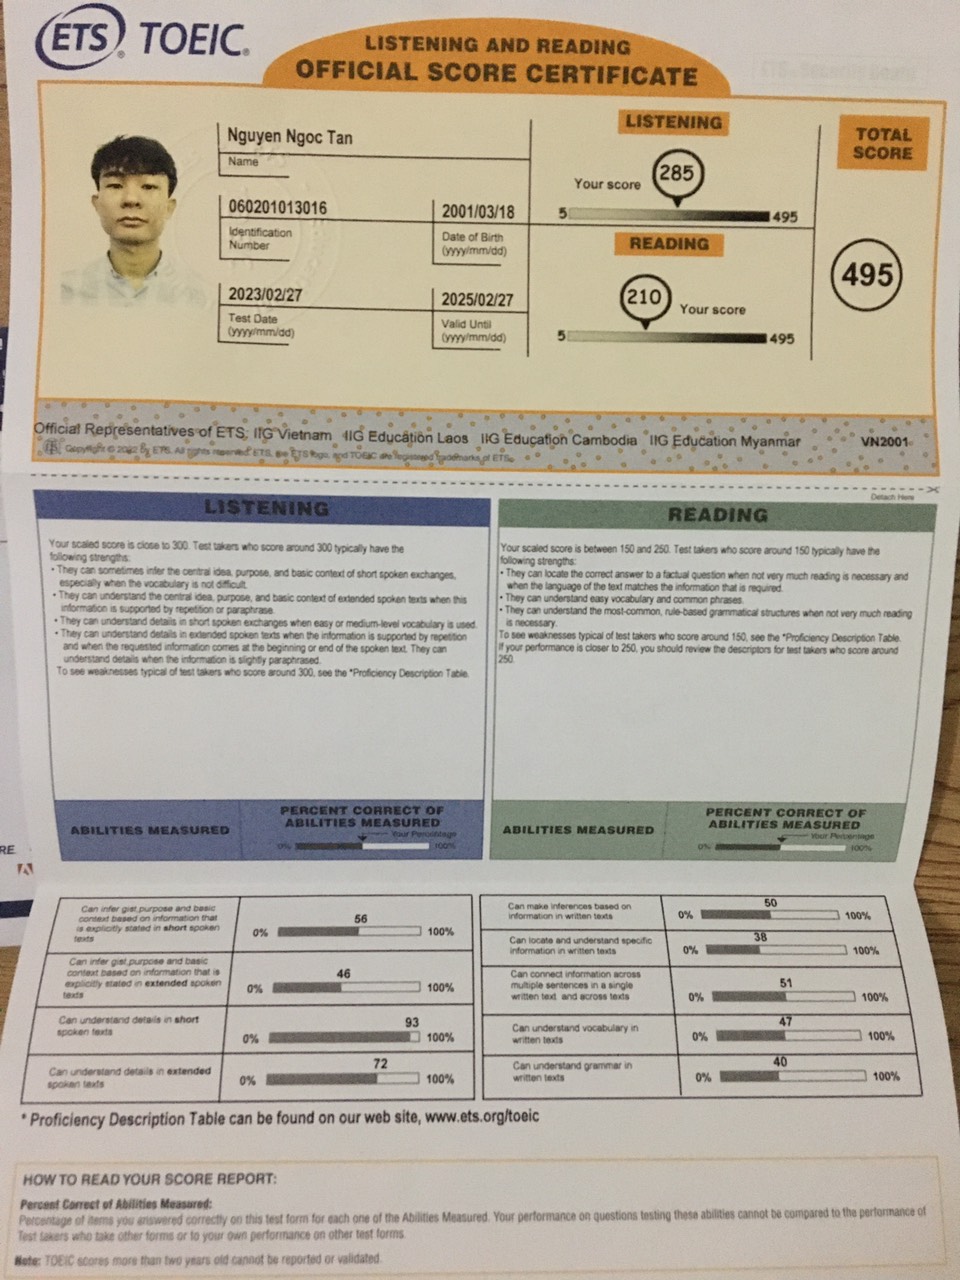 ETS® TOEIC®
LISTENING AND READING
OFFICIAL SCORE CERTIFICATE
Nguyen Ngoc Tan
Name
060201013016
Identification
Number
2001/03/18
Date of Birth
(yyyy/mm/dd)
2023/02/27
Test Date
(yyyy/mm/dd)
2025/02/27
Valid Until
(yyyy/mm/dd)
LISTENING
Your score
285
5
495
READING
210
Your score
5
495
TOTAL
SCORE
495
Official Representatives of ETS: IIG Vietnam IIG Education Laos IIG Education Cambodia IIG Education Myanmar VN2001
Copyright © 2022 by ETS. All rights reserved. ETS, the ETS logo, and TOEIC are registered trademarks of ETS.
Detach Here
LISTENING
Your scaled score is close to 300. Test takers who score around 300 typically have the
following strengths:
• They can sometimes infer the central idea, purpose, and basic context of short spoken exchanges,
especially when the vocabulary is not difficult.
• They can understand the central idea, purpose, and basic context of extended spoken texts when this
information is supported by repetition or paraphrase.
• They can understand details in short spoken exchanges when easy or medium-level vocabulary is used.
• They can understand details in extended spoken texts when the information is supported by repetition
and when the requested information comes at the beginning or end of the spoken text. They can
understand details when the information is slightly paraphrased.
To see weaknesses typical of test takers who score around 300, see the *Proficiency Description Table.
READING
Your scaled score is between 150 and 250. Test takers who score around 150 typically have the
following strengths:
• They can locate the correct answer to a factual question when not very much reading is necessary and
when the language of the text matches the information that is required.
• They can understand easy vocabulary and common phrases.
• They can understand the most-common, rule-based grammatical structures when not very much reading
is necessary.
To see weaknesses typical of test takers who score around 150, see the *Proficiency Description Table.
If your performance is closer to 250, you should review the descriptors for test takers who score around
250.
ABILITIES MEASURED
PERCENT CORRECT OF
ABILITIES MEASURED
Your Percentage
0%
100%
ABILITIES MEASURED
PERCENT CORRECT OF
ABILITIES MEASURED
Your Percentage
0%
100%
RE
Can infer gist,purpose and basic
context based on information that
is explicitly stated in short spoken
texts
56
0% 100%
Can infer gist,purpose and basic
context based on information that is
explicitly stated in extended spoken
texts
46
0% 100%
Can understand details in short
spoken texts
93
0% 100%
Can understand details in extended
spoken texts
72
0% 100%
Can make inferences based on
information in written texts
50
0% 100%
Can locate and understand specific
information in written texts
38
0% 100%
Can connect information across
multiple sentences in a single
written text and across texts
51
0% 100%
Can understand vocabulary in
written texts
47
0% 100%
Can understand grammar in
written texts
40
0% 100%
* Proficiency Description Table can be found on our web site, www.ets.org/toeic
HOW TO READ YOUR SCORE REPORT:
Percent Correct of Abilities Measured:
Percentage of items you answered correctly on this test form for each one of the Abilities Measured. Your performance on questions testing these abilities cannot be compared to the performance of
Test takers who take other forms or to your own performance on other test forms.
Note: TOEIC scores more than two years old cannot be reported or validated.